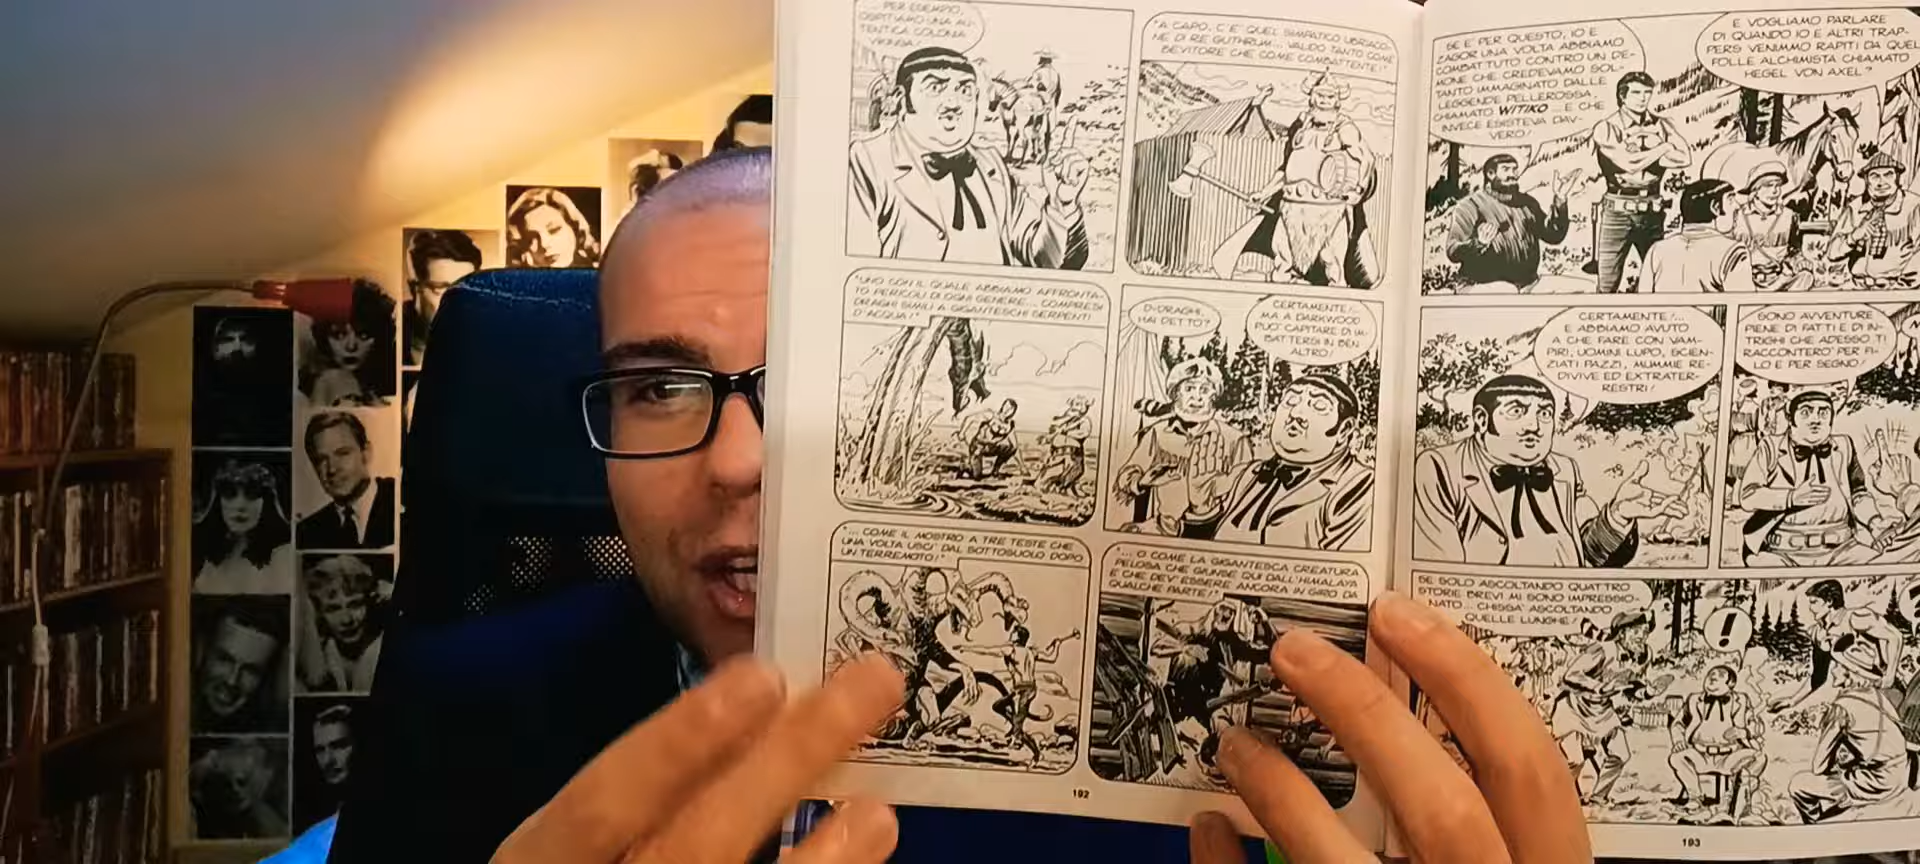 ... PER ESEMPIO,
OSPITIAMO UNA AU-
TENTICA COLONIA
VIKINGA!
"A CAPO, C'E' QUEL SIMPATICO UBRIACO-
NE DI RE GUTHRUM... VALDO TANTO COME
BEVITORE CHE COME COMBATTENTE!"
"UNO CON IL QUALE ABBIAMO AFFRONTA-
TO PERICOLI DI OGNI GENERE... COMPRESI
DRAGHI SIMILI A GIGANTESCHI SERPENTI
D'ACQUA!"
DRAGHI,
HAI DETTO?
CERTAMENTE!...
MA A DARKWOOD
PUO' CAPITARE DI IM-
BATTERSI IN BEN
ALTRO!
"... COME IL MOSTRO A TRE TESTE CHE
UNA VOLTA USCI' DAL SOTTOSUOLO DOPO
UN TERREMOTO!"
"... O COME LA GIGANTESCA CREATURA
PELOSA CHE GIUNSE QUI DALL'HIMALAYA
E CHE DEV'ESSERE ANCORA IN GIRO DA
QUALCHE PARTE!"
192
SE E' PER QUESTO, IO E
ZAGOR UNA VOLTA ABBIAMO
COMBATTUTO CONTRO UN DE-
MONE CHE CREDEVAMO SOL-
TANTO IMMAGINATO DALLE
LEGGENDE PELLEROSSA,
CHIAMATO WITIKO... E CHE
INVECE ESISTEVA DAV-
VERO!
E VOGLIAMO PARLARE
DI QUANDO IO E ALTRI TRAP-
PERS VENIMMO RAPITI DA QUEL
FOLLE ALCHIMISTA CHIAMATO
HEGEL VON AXEL?
CERTAMENTE!...
E ABBIAMO AVUTO
A CHE FARE CON VAM-
PIRI, UOMINI LUPO, SCIEN-
ZIATI PAZZI, MUMMIE RE-
DIVIVE ED EXTRATER-
RESTRI!
SONO AVVENTURE
PIENE DI FATTI E DI IN-
TRIGHI CHE ADESSO TI
RACCONTERO' PER FI-
LO E PER SEGNO!
SE SOLO ASCOLTANDO QUATTRO
STORIE BREVI MI SONO IMPRESSIO-
NATO... CHISSA' ASCOLTANDO
QUELLE LUNGHE!
!
193